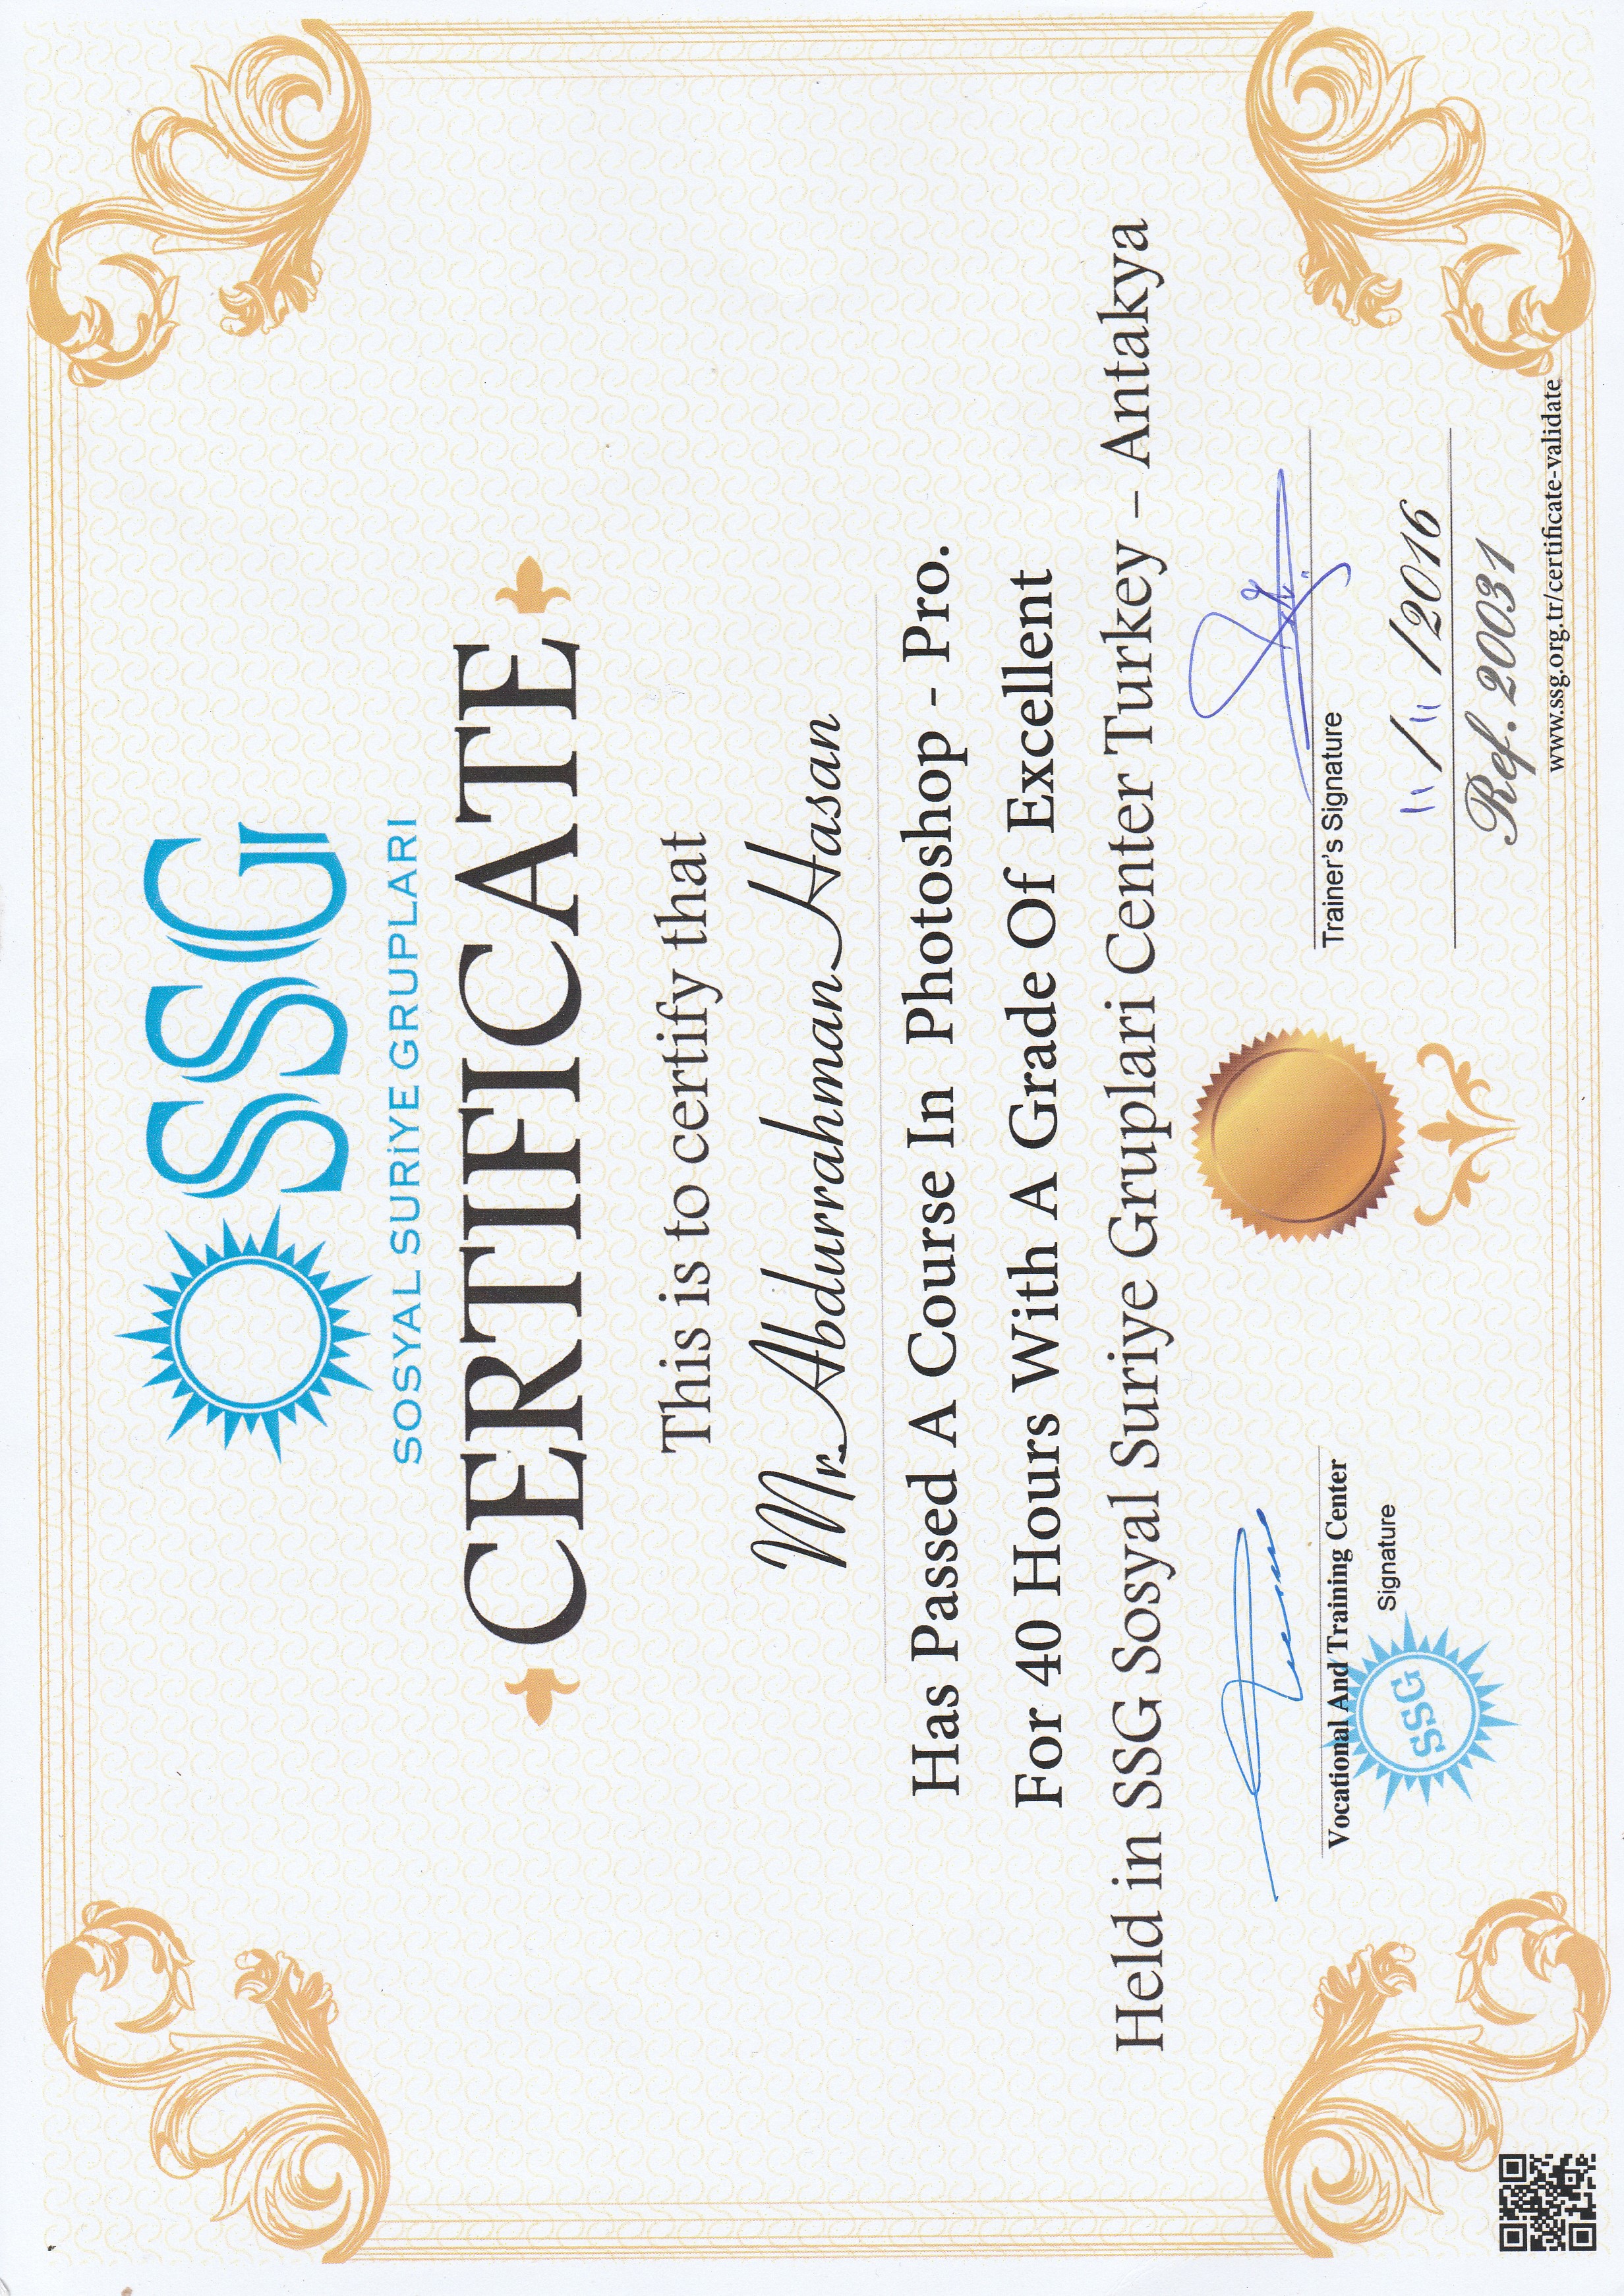 SSG
SOSYAL SURİYE GRUPLARI
CERTIFICATE
This is to certify that
Mr. Abdurrahman Hasan
Has Passed A Course In Photoshop - Pro.
For 40 Hours With A Grade Of Excellent
Held in SSG Sosyal Suriye Gruplari Center Turkey - Antakya
Vocational And Training Center
Signature
SSG
Trainer's Signature
11/11/2016
Ref. 20031
www.ssg.org.tr/certificate-validate